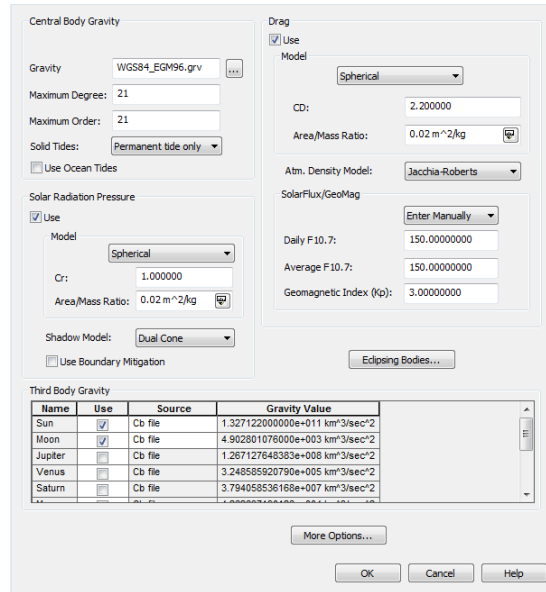 Central Body Gravity
Gravity WGS84_EGM96.grv ...
Maximum Degree: 21
Maximum Order: 21
Solid Tides: Permanent tide only
Use Ocean Tides
Solar Radiation Pressure
Use
Model
Spherical
Cr: 1.000000
Area/Mass Ratio: 0.02 m^2/kg
Shadow Model: Dual Cone
Use Boundary Mitigation
Drag
Use
Model
Spherical
CD: 2.200000
Area/Mass Ratio: 0.02 m^2/kg
Atm. Density Model: Jacchia-Roberts
SolarFlux/GeoMag
Enter Manually
Daily F10.7: 150.00000000
Average F10.7: 150.00000000
Geomagnetic Index (Kp): 3.00000000
Eclipsing Bodies...
Third Body Gravity
Name Use Source Gravity Value
Sun Cb file 1.327122000000e+011 km^3/sec^2
Moon Cb file 4.902801076000e+003 km^3/sec^2
Jupiter Cb file 1.267127648383e+008 km^3/sec^2
Venus Cb file 3.248585920790e+005 km^3/sec^2
Saturn Cb file 3.794058536168e+007 km^3/sec^2
More Options...
OK Cancel Help